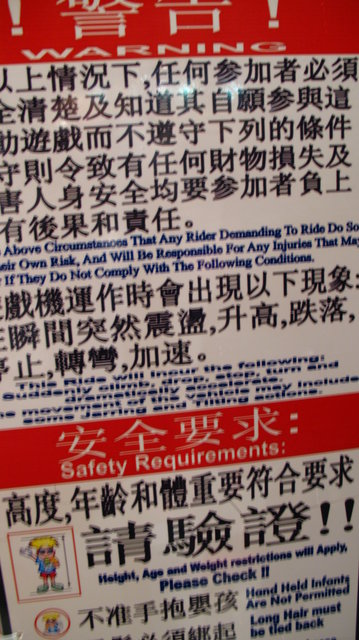 ！警告！
WARNING
以上情況下,任何參加者必須
全清楚及知道其自願參與這
助遊戲而不遵守下列的條件
守則令致有任何財物損失及
害人身安全均要參加者負上
有後果和責任。
Above Circumstances That Any Rider Demanding To Ride Do So
eir Own Risk, And Will Be Responsible For Any Injuries That May
If They Do Not Comply With The Following Conditions.
戲機運作時會出現以下現象:
瞬間突然震盪,升高,跌落,
停止,轉彎,加速。
This Ride will incur the following:
turn and
include
and
安全要求:
Safety Requirements:
高度,年齡和體重要符合要求
請驗證!!
Height, Age and Weight restrictions will Apply,
Please Check !!
不准手抱嬰孩
Hand Held Infants
Are Not Permitted
Long Hair must
be tied back
必須綁起